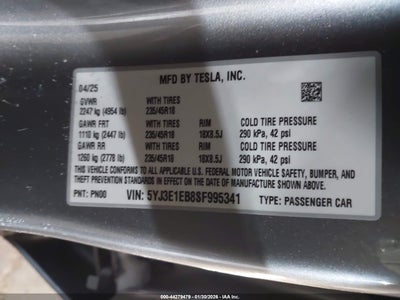 MFD BY TESLA, INC.
04/25
GVWR WITH TIRES
2247 kg (4954 lb) 235/45R18
GAWR FRT WITH TIRES RIM COLD TIRE PRESSURE
1110 kg (2447 lb) 235/45R18 18X8.5J 290 kPa, 42 psi
GAWR RR WITH TIRES RIM COLD TIRE PRESSURE
1260 kg (2778 lb) 235/45R18 18X8.5J 290 kPa, 42 psi
THIS VEHICLE CONFORMS TO ALL APPLICABLE U.S. FEDERAL MOTOR VEHICLE SAFETY, BUMPER, AND
THEFT PREVENTION STANDARDS IN EFFECT ON THE DATE OF MANUFACTURE SHOWN ABOVE.
PNT: PN00 VIN: 5YJ3E1EB8SF995341 TYPE: PASSENGER CAR
000-44279479 - 01/30/2026 - IAA